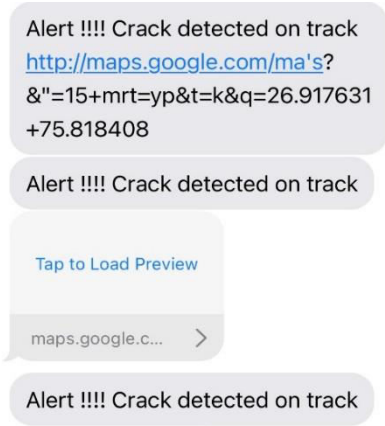 Alert !!!! Crack detected on track
http://maps.google.com/ma's?
&"=15+mrt=yp&t=k&q=26.917631
+75.818408
Alert !!!! Crack detected on track
Tap to Load Preview
maps.google.c...
Alert !!!! Crack detected on track